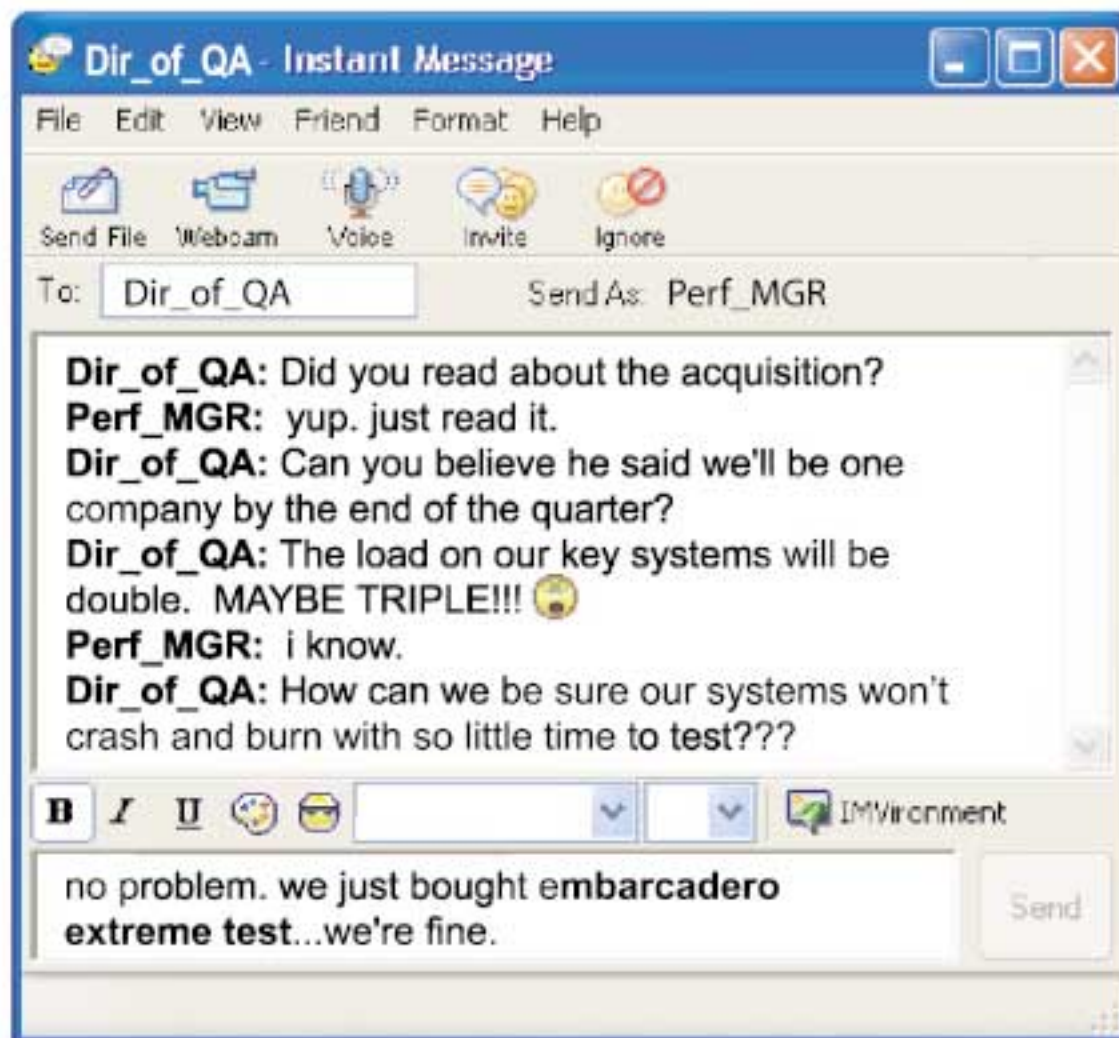 Dir_of_QA - Instant Message
File Edit View Friend Format Help
Send File Webcam Voice Invite Ignore
To: Dir_of_QA Send As: Perf_MGR
Dir_of_QA: Did you read about the acquisition?
Perf_MGR: yup. just read it.
Dir_of_QA: Can you believe he said we'll be one
company by the end of the quarter?
Dir_of_QA: The load on our key systems will be
double. MAYBE TRIPLE!!!
Perf_MGR: i know.
Dir_of_QA: How can we be sure our systems won't
crash and burn with so little time to test???
B I U IMVironment
no problem. we just bought embarcadero
extreme test...we're fine.
Send